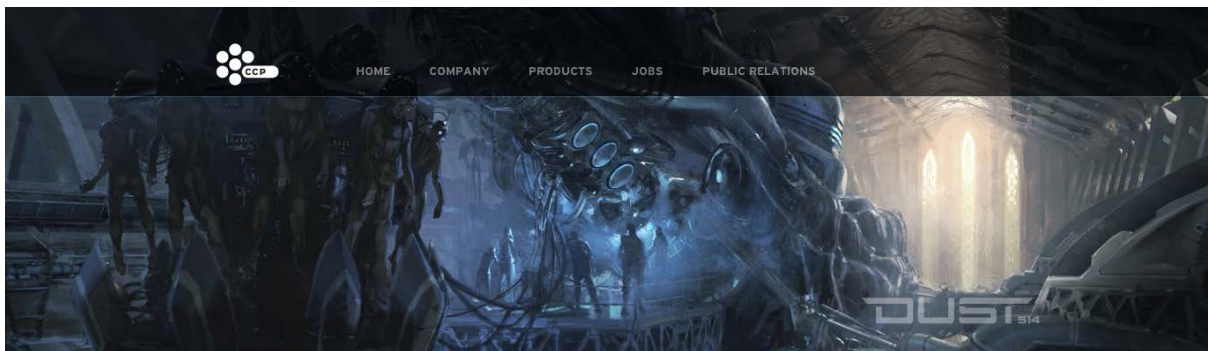 CCP
HOME COMPANY PRODUCTS JOBS PUBLIC RELATIONS
DUST 514